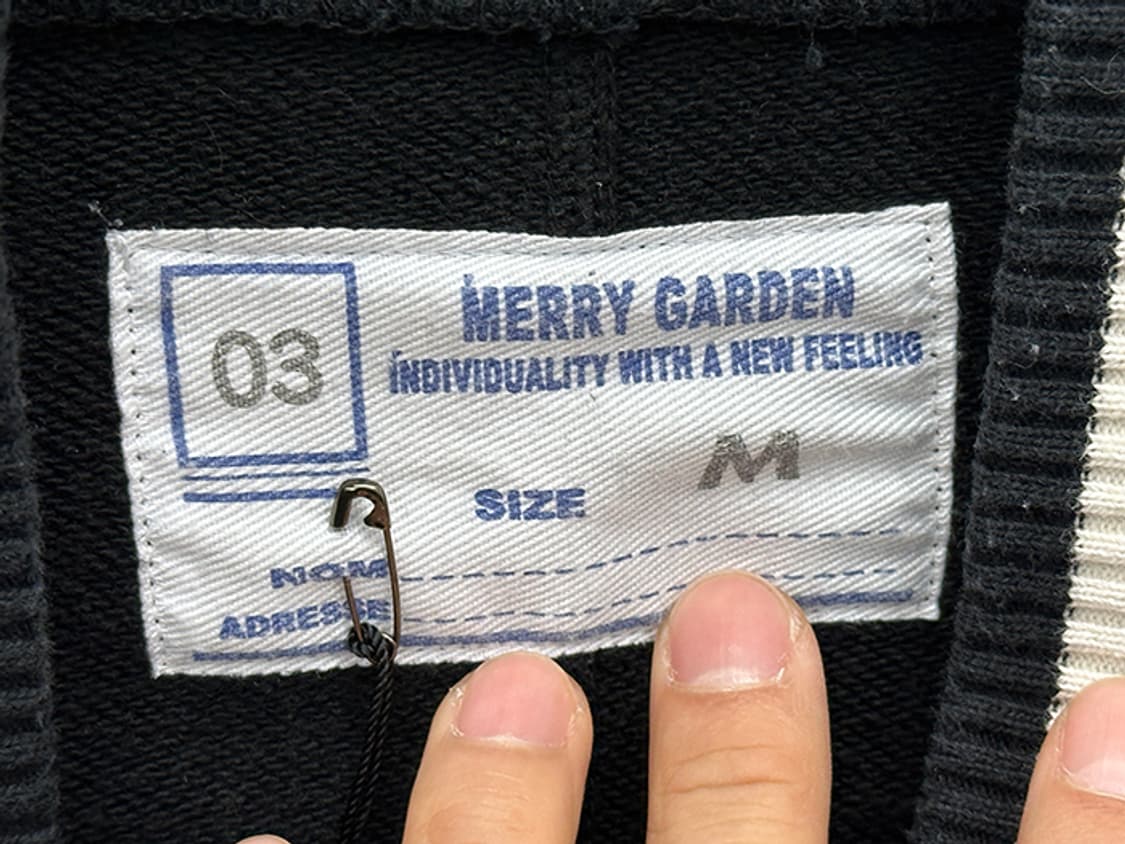 03
MERRY GARDEN
INDIVIDUALITY WITH A NEW FEELING
SIZE M
NOM
ADRESSE